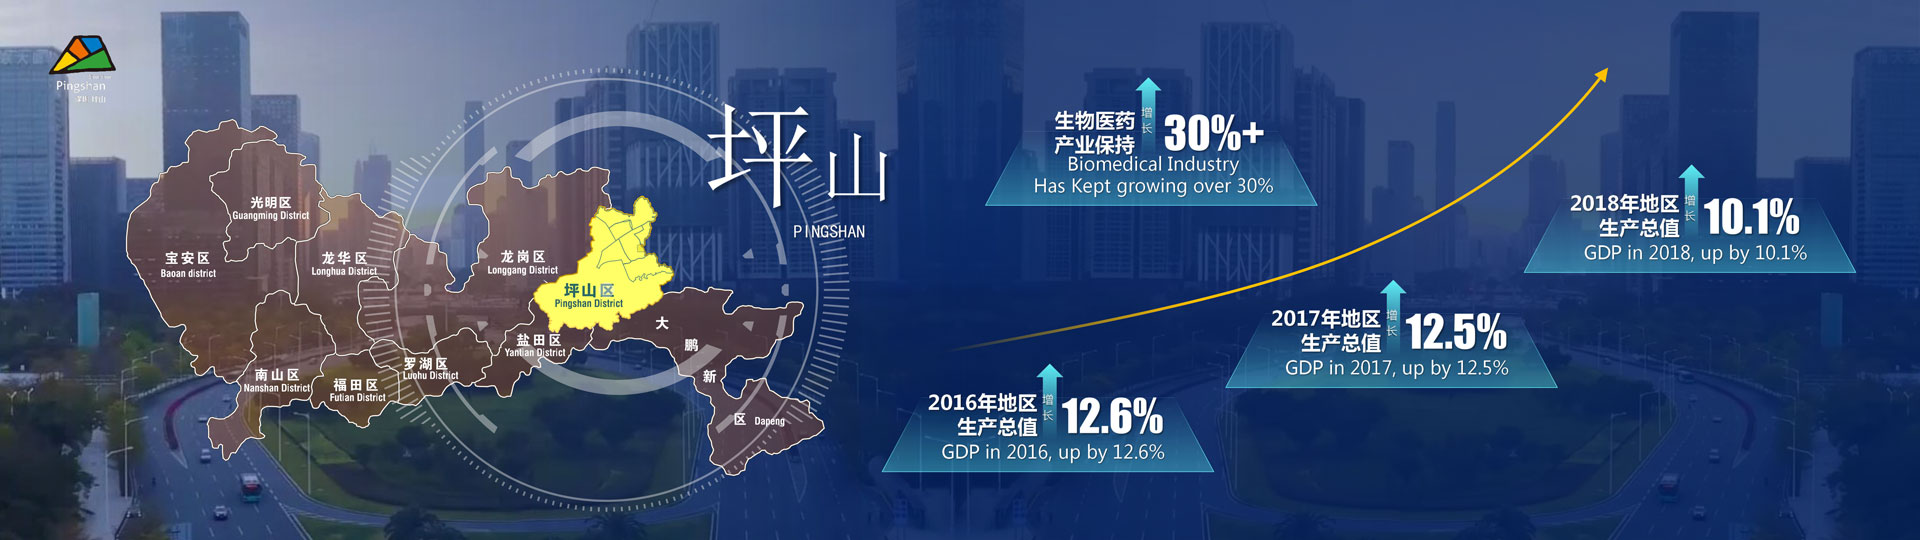 Pingshan
深圳·坪山
坪山
PINGSHAN
光明区
Guangming District
宝安区
Baoan district
龙华区
Longhua District
龙岗区
Longgang District
坪山区
Pingshan District
盐田区
Yantian District
罗湖区
Luohu District
南山区
Nanshan District
福田区
Futian District
大
鹏
新
区 Dapeng
生物医药
产业保持
增长
30%+
Biomedical Industry
Has Kept growing over 30%
2018年地区
生产总值
增长
10.1%
GDP in 2018, up by 10.1%
2017年地区
生产总值
增长
12.5%
GDP in 2017, up by 12.5%
2016年地区
生产总值
增长
12.6%
GDP in 2016, up by 12.6%